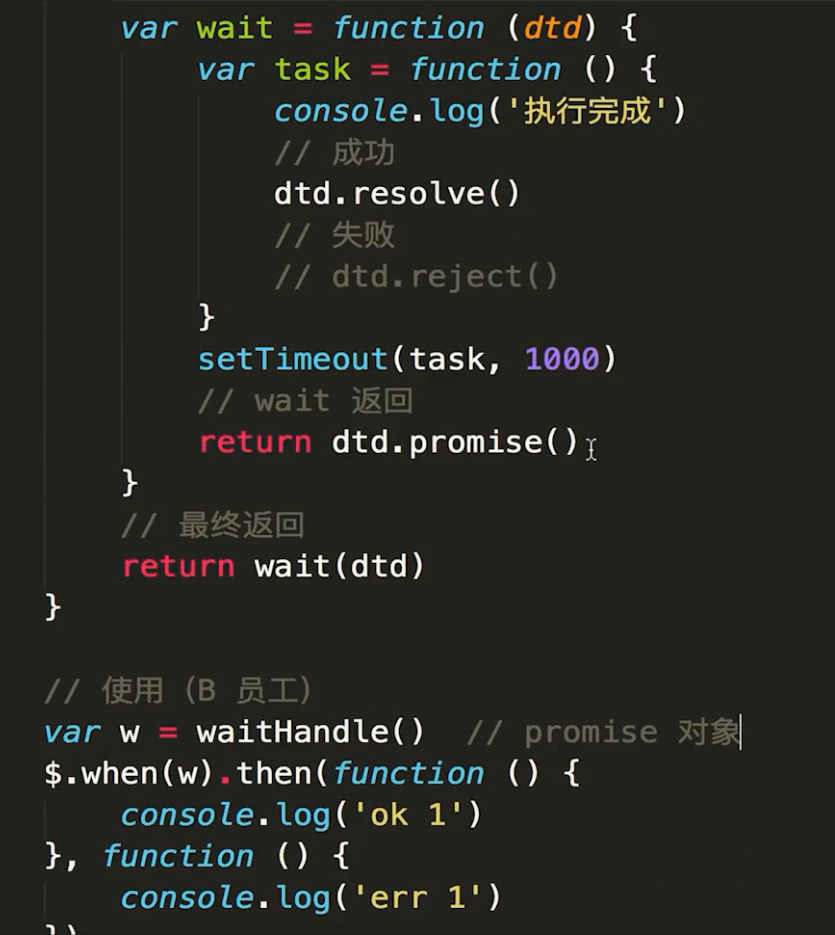 var wait = function (dtd) {
var task = function () {
console.log('执行完成')
// 成功
dtd.resolve()
// 失败
// dtd.reject()
}
setTimeout(task, 1000)
// wait 返回
return dtd.promise()
}
// 最终返回
return wait(dtd)
}
// 使用（B 员工）
var w = waitHandle()  // promise 对象
$.when(w).then(function () {
console.log('ok 1')
}, function () {
console.log('err 1')
})